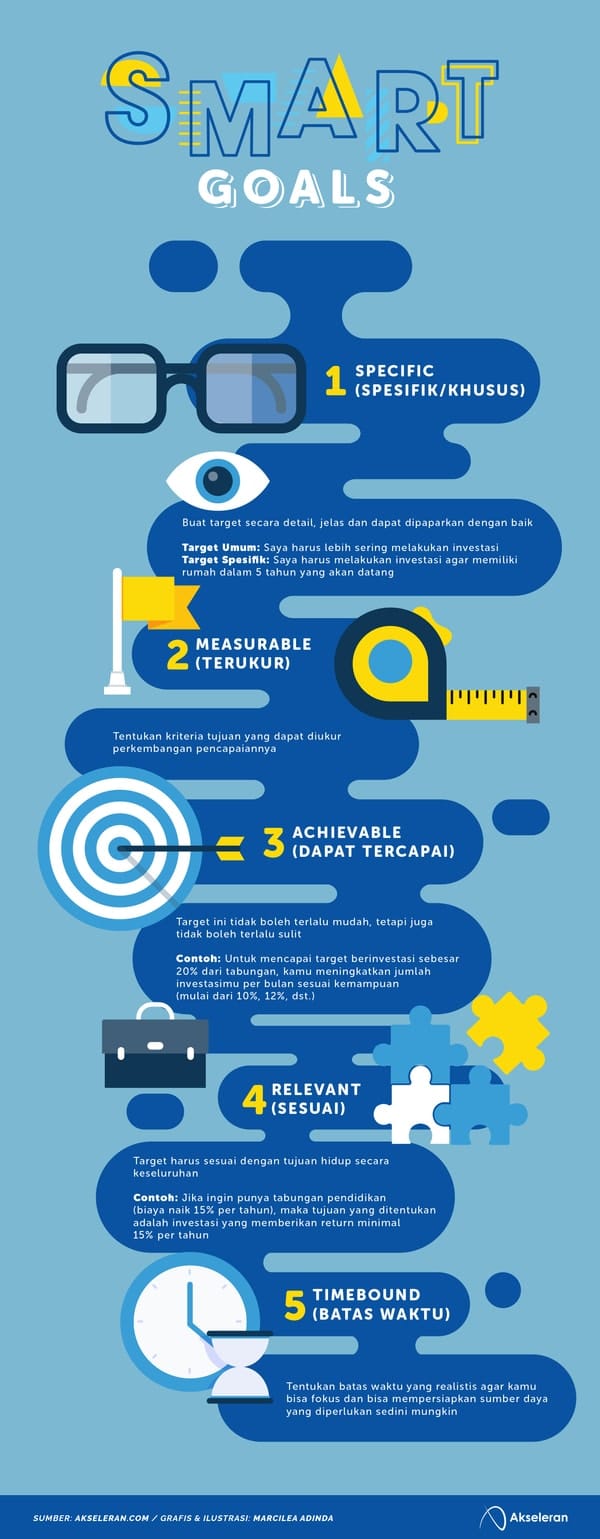 SMART
GOALS
1 SPECIFIC
(SPESIFIK/KHUSUS)
Buat target secara detail, jelas dan dapat dipaparkan dengan baik
Target Umum: Saya harus lebih sering melakukan investasi
Target Spesifik: Saya harus melakukan investasi agar memiliki
rumah dalam 5 tahun yang akan datang
2 MEASURABLE
(TERUKUR)
Tentukan kriteria tujuan yang dapat diukur
perkembangan pencapaiannya
3 ACHIEVABLE
(DAPAT TERCAPAI)
Target ini tidak boleh terlalu mudah, tetapi juga
tidak boleh terlalu sulit
Contoh: Untuk mencapai target berinvestasi sebesar
20% dari tabungan, kamu meningkatkan jumlah
investasimu per bulan sesuai kemampuan
(mulai dari 10%, 12%, dst.)
4 RELEVANT
(SESUAI)
Target harus sesuai dengan tujuan hidup secara
keseluruhan
Contoh: Jika ingin punya tabungan pendidikan
(biaya naik 15% per tahun), maka tujuan yang ditentukan
adalah investasi yang memberikan return minimal
15% per tahun
5 TIMEBOUND
(BATAS WAKTU)
Tentukan batas waktu yang realistis agar kamu
bisa fokus dan bisa mempersiapkan sumber daya
yang diperlukan sedini mungkin
SUMBER: AKSELERAN.COM / GRAFIS & ILUSTRASI: MARCILEA ADINDA
Akseleran